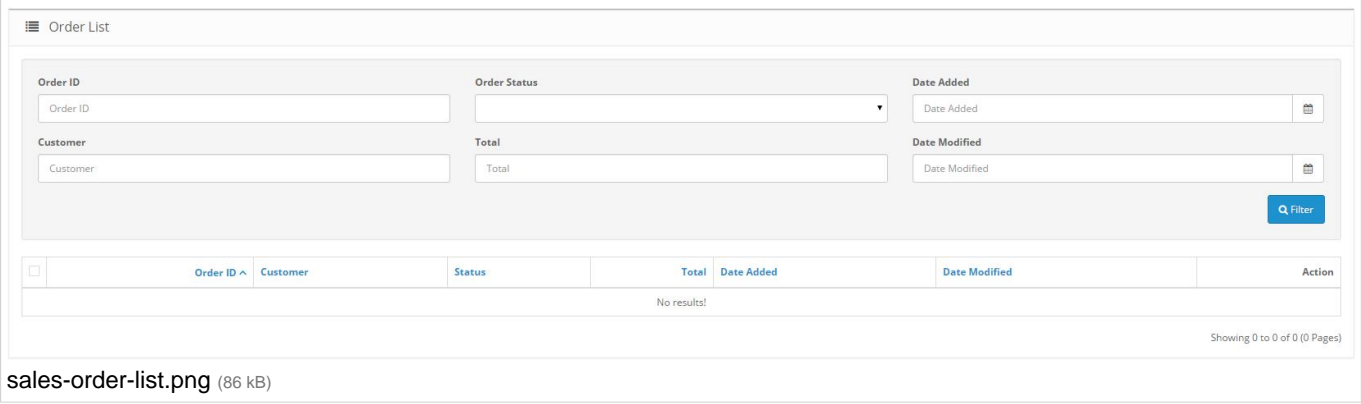 Order List
Order ID Order Status Date Added
Order ID Date Added
Customer Total Date Modified
Customer Total Date Modified
Filter
Order ID Customer Status Total Date Added Date Modified Action
No results!
Showing 0 to 0 of 0 (0 Pages)
sales-order-list.png (86 kB)